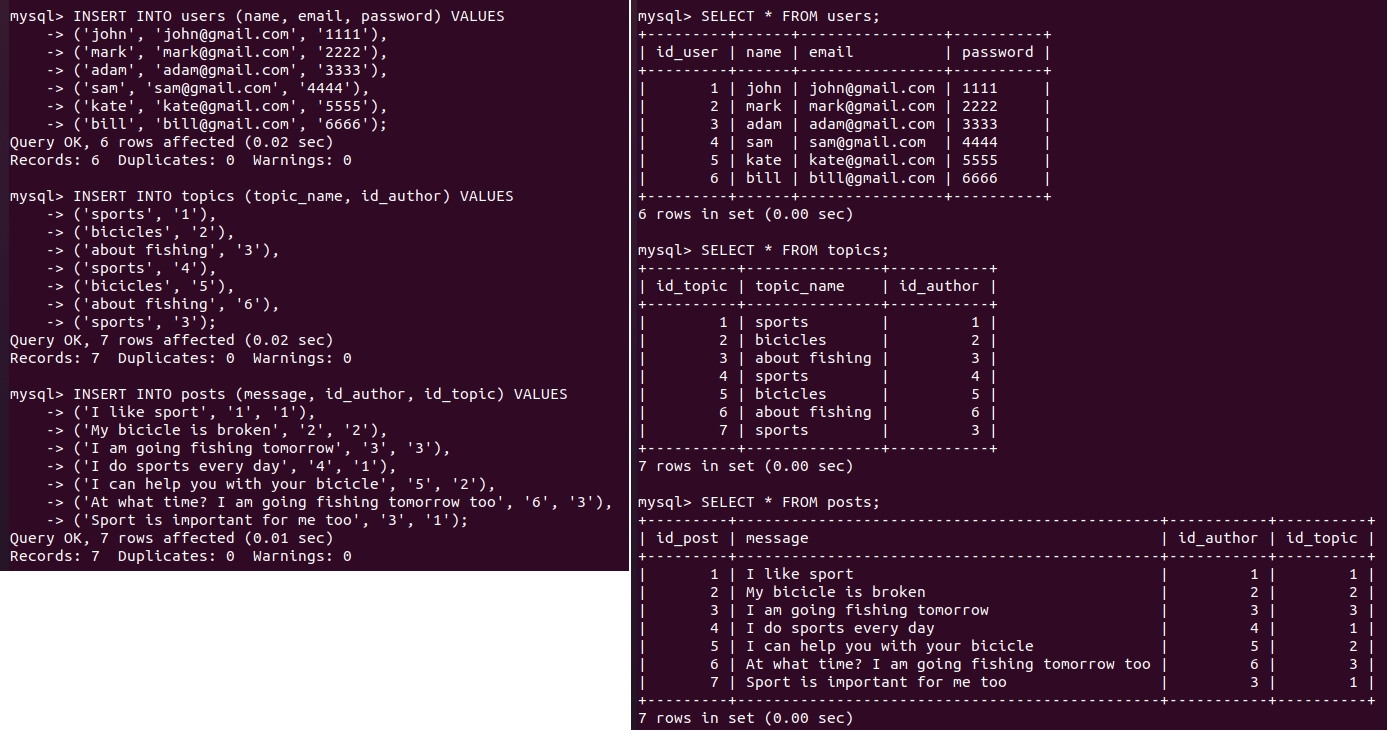 mysql> INSERT INTO users (name, email, password) VALUES
    -> ('john', 'john@gmail.com', '1111'),
    -> ('mark', 'mark@gmail.com', '2222'),
    -> ('adam', 'adam@gmail.com', '3333'),
    -> ('sam', 'sam@gmail.com', '4444'),
    -> ('kate', 'kate@gmail.com', '5555'),
    -> ('bill', 'bill@gmail.com', '6666');
Query OK, 6 rows affected (0.02 sec)
Records: 6  Duplicates: 0  Warnings: 0

mysql> INSERT INTO topics (topic_name, id_author) VALUES
    -> ('sports', '1'),
    -> ('bicicles', '2'),
    -> ('about fishing', '3'),
    -> ('sports', '4'),
    -> ('bicicles', '5'),
    -> ('about fishing', '6'),
    -> ('sports', '3');
Query OK, 7 rows affected (0.02 sec)
Records: 7  Duplicates: 0  Warnings: 0

mysql> INSERT INTO posts (message, id_author, id_topic) VALUES
    -> ('I like sport', '1', '1'),
    -> ('My bicicle is broken', '2', '2'),
    -> ('I am going fishing tomorrow', '3', '3'),
    -> ('I do sports every day', '4', '1'),
    -> ('I can help you with your bicicle', '5', '2'),
    -> ('At what time? I am going fishing tomorrow too', '6', '3'),
    -> ('Sport is important for me too', '3', '1');
Query OK, 7 rows affected (0.01 sec)
Records: 7  Duplicates: 0  Warnings: 0

mysql> SELECT * FROM users;
+---------+------+----------------+----------+
| id_user | name | email          | password |
+---------+------+----------------+----------+
|       1 | john | john@gmail.com | 1111     |
|       2 | mark | mark@gmail.com | 2222     |
|       3 | adam | adam@gmail.com | 3333     |
|       4 | sam  | sam@gmail.com  | 4444     |
|       5 | kate | kate@gmail.com | 5555     |
|       6 | bill | bill@gmail.com | 6666     |
+---------+------+----------------+----------+
6 rows in set (0.00 sec)

mysql> SELECT * FROM topics;
+----------+---------------+-----------+
| id_topic | topic_name    | id_author |
+----------+---------------+-----------+
|        1 | sports        |         1 |
|        2 | bicicles      |         2 |
|        3 | about fishing |         3 |
|        4 | sports        |         4 |
|        5 | bicicles      |         5 |
|        6 | about fishing |         6 |
|        7 | sports        |         3 |
+----------+---------------+-----------+
7 rows in set (0.00 sec)

mysql> SELECT * FROM posts;
+---------+-----------------------------------------------+-----------+----------+
| id_post | message                                       | id_author | id_topic |
+---------+-----------------------------------------------+-----------+----------+
|       1 | I like sport                                  |         1 |        1 |
|       2 | My bicicle is broken                          |         2 |        2 |
|       3 | I am going fishing tomorrow                   |         3 |        3 |
|       4 | I do sports every day                         |         4 |        1 |
|       5 | I can help you with your bicicle              |         5 |        2 |
|       6 | At what time? I am going fishing tomorrow too |         6 |        3 |
|       7 | Sport is important for me too                 |         3 |        1 |
+---------+-----------------------------------------------+-----------+----------+
7 rows in set (0.00 sec)